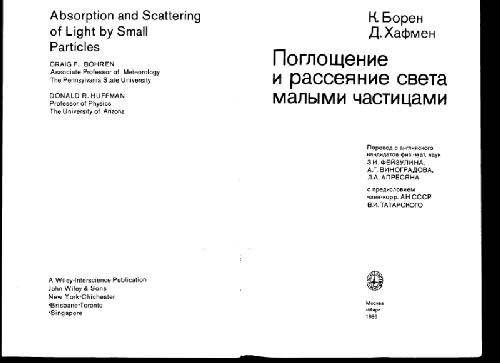 Absorption and Scattering
of Light by Small
Particles
CRAIG F. BOHREN
Associate Professor of Meteorology
The Pennsylvania State University
DONALD R. HUFFMAN
Professor of Physics
The University of Arizona
A Wiley-Interscience Publication
John Wiley & Sons
New York·Chichester
·Brisbane·Toronto
·Singapore
К. Борен
Д. Хафмен
Поглощение
и рассеяние света
малыми частицами
Перевод с английского
кандидатов физ.-мат. наук
З.И. ФЕЙЗУЛИНА,
А.Г. ВИНОГРАДОВА,
Л.А. АПРЕСЯНА
с предисловием
член-корр. АН СССР
В.И. ТАТАРСКОГО
Москва
«Мир»
1986